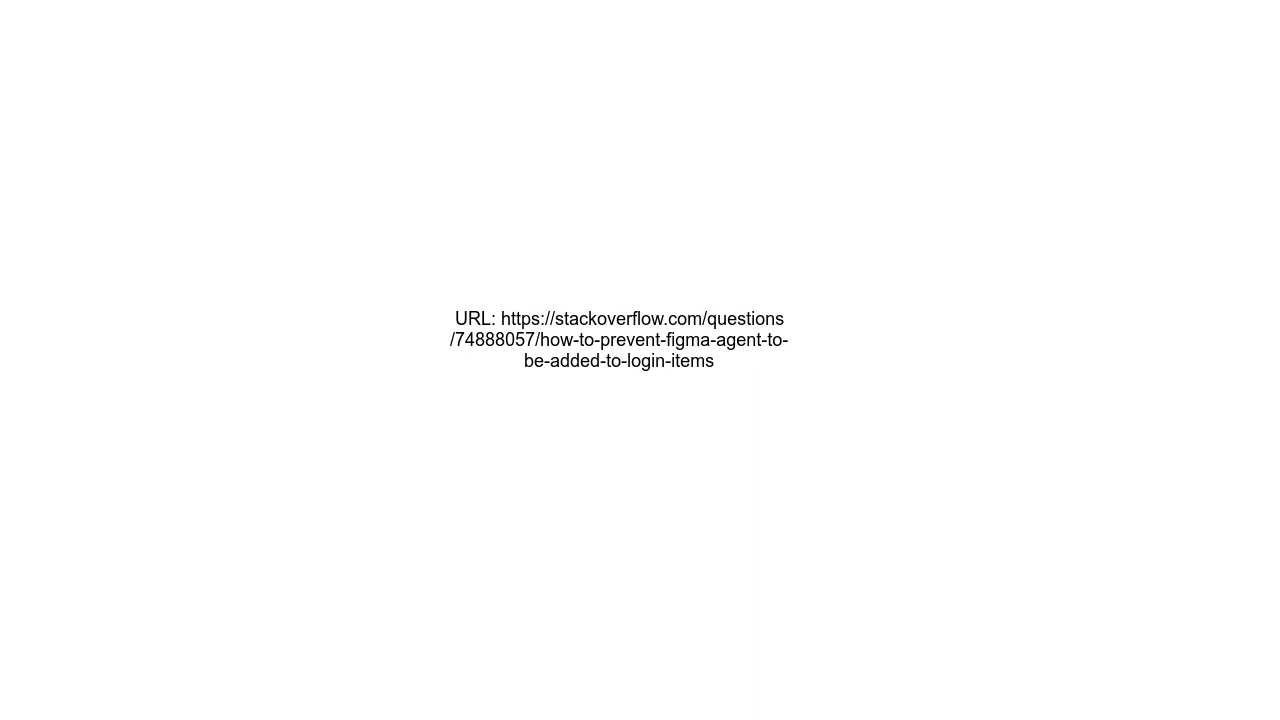 URL: https://stackoverflow.com/questions
/74888057/how-to-prevent-figma-agent-to-
be-added-to-login-items